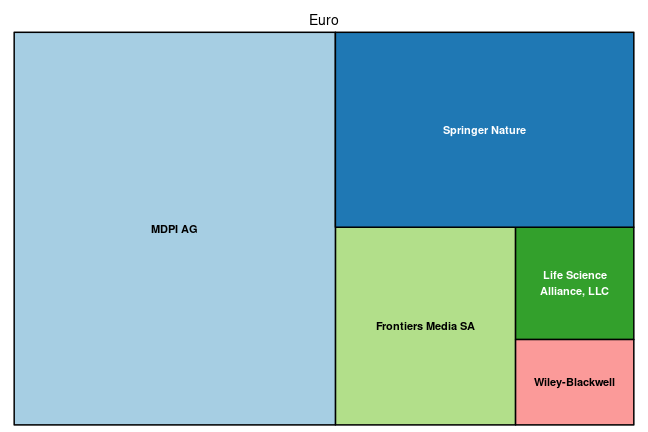 Euro
MDPI AG
Springer Nature
Frontiers Media SA
Life Science
Alliance, LLC
Wiley-Blackwell